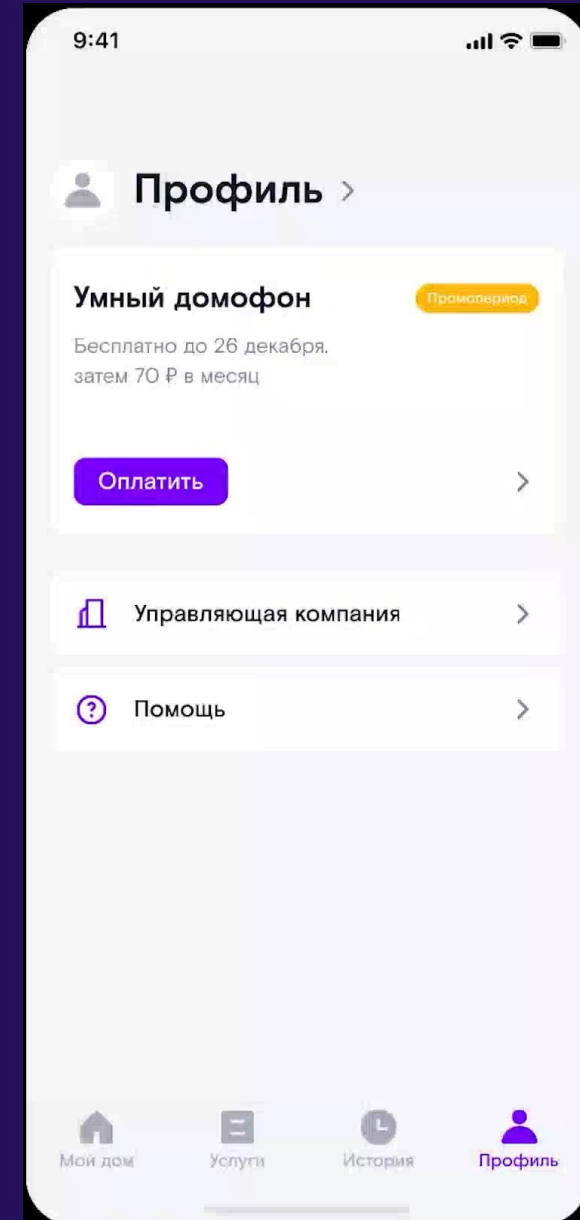 9:41
Профиль
Умный домофон
Промопериод
Бесплатно до 26 декабря,
затем 70 ₽ в месяц
Оплатить
Управляющая компания
Помощь
Мой дом
Услуги
История
Профиль